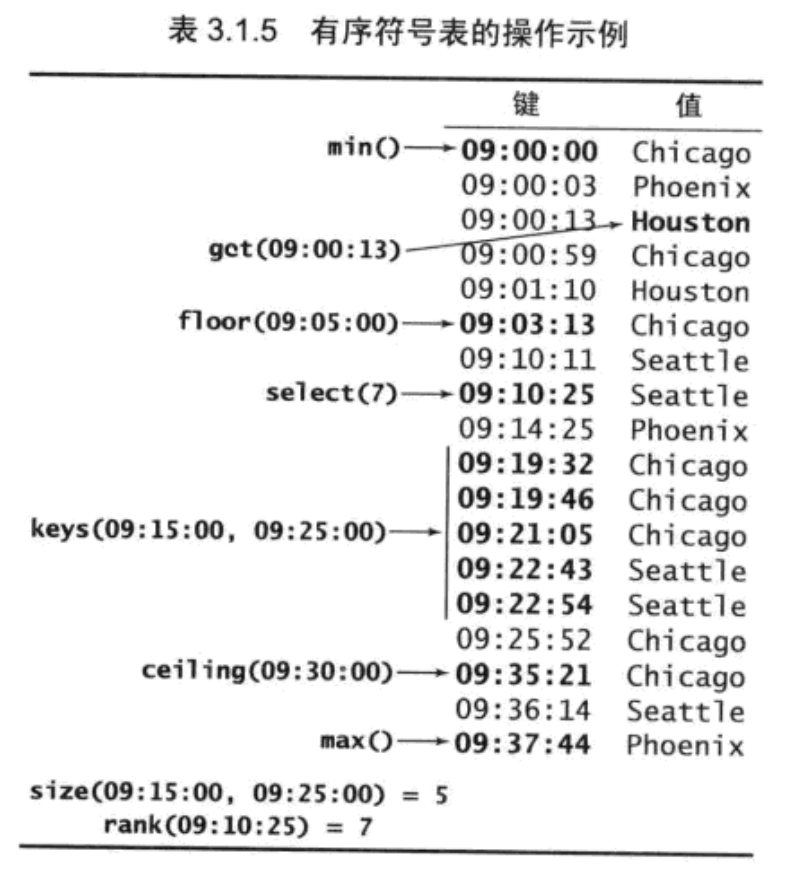 表 3.1.5 有序符号表的操作示例
键 值
min() 09:00:00 Chicago
09:00:03 Phoenix
09:00:13 Houston
get(09:00:13) 09:00:59 Chicago
09:01:10 Houston
floor(09:05:00) 09:03:13 Chicago
09:10:11 Seattle
select(7) 09:10:25 Seattle
09:14:25 Phoenix
09:19:32 Chicago
09:19:46 Chicago
keys(09:15:00, 09:25:00) 09:21:05 Chicago
09:22:43 Seattle
09:22:54 Seattle
09:25:52 Chicago
ceiling(09:30:00) 09:35:21 Chicago
09:36:14 Seattle
max() 09:37:44 Phoenix
size(09:15:00, 09:25:00) = 5
rank(09:10:25) = 7